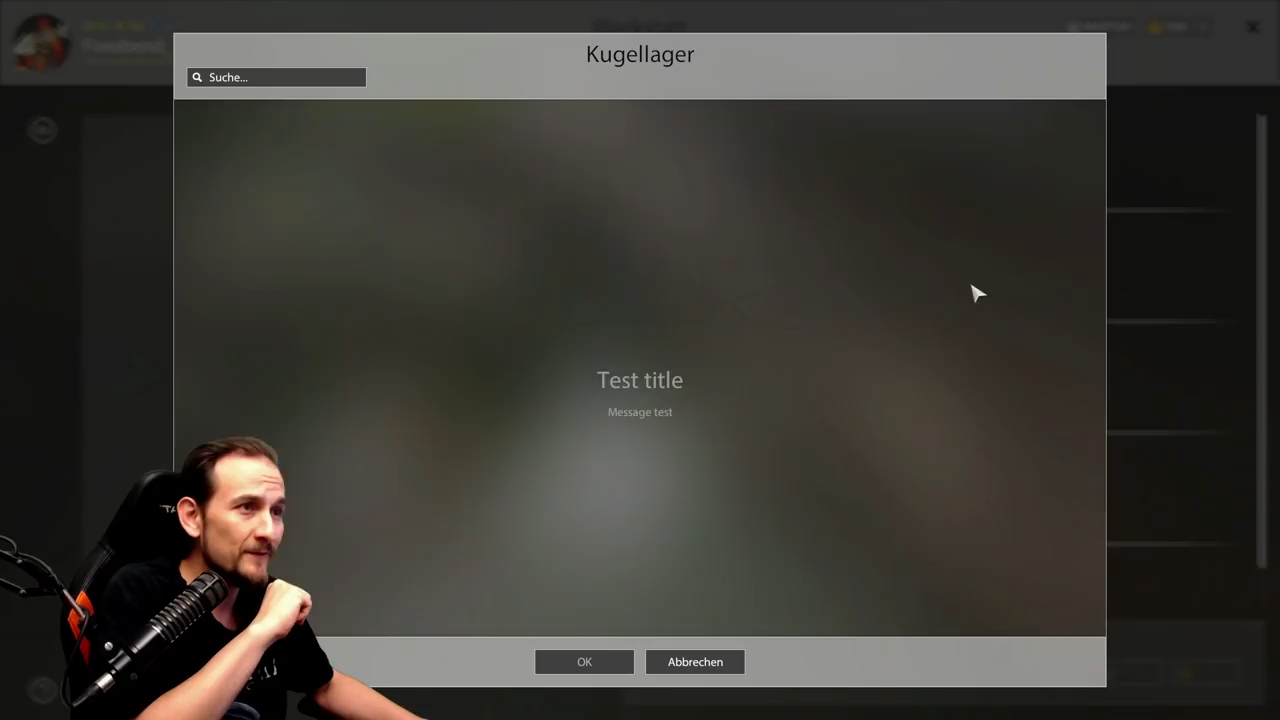 Kugellager
Suche...
Test title
Message test
OK
Abbrechen